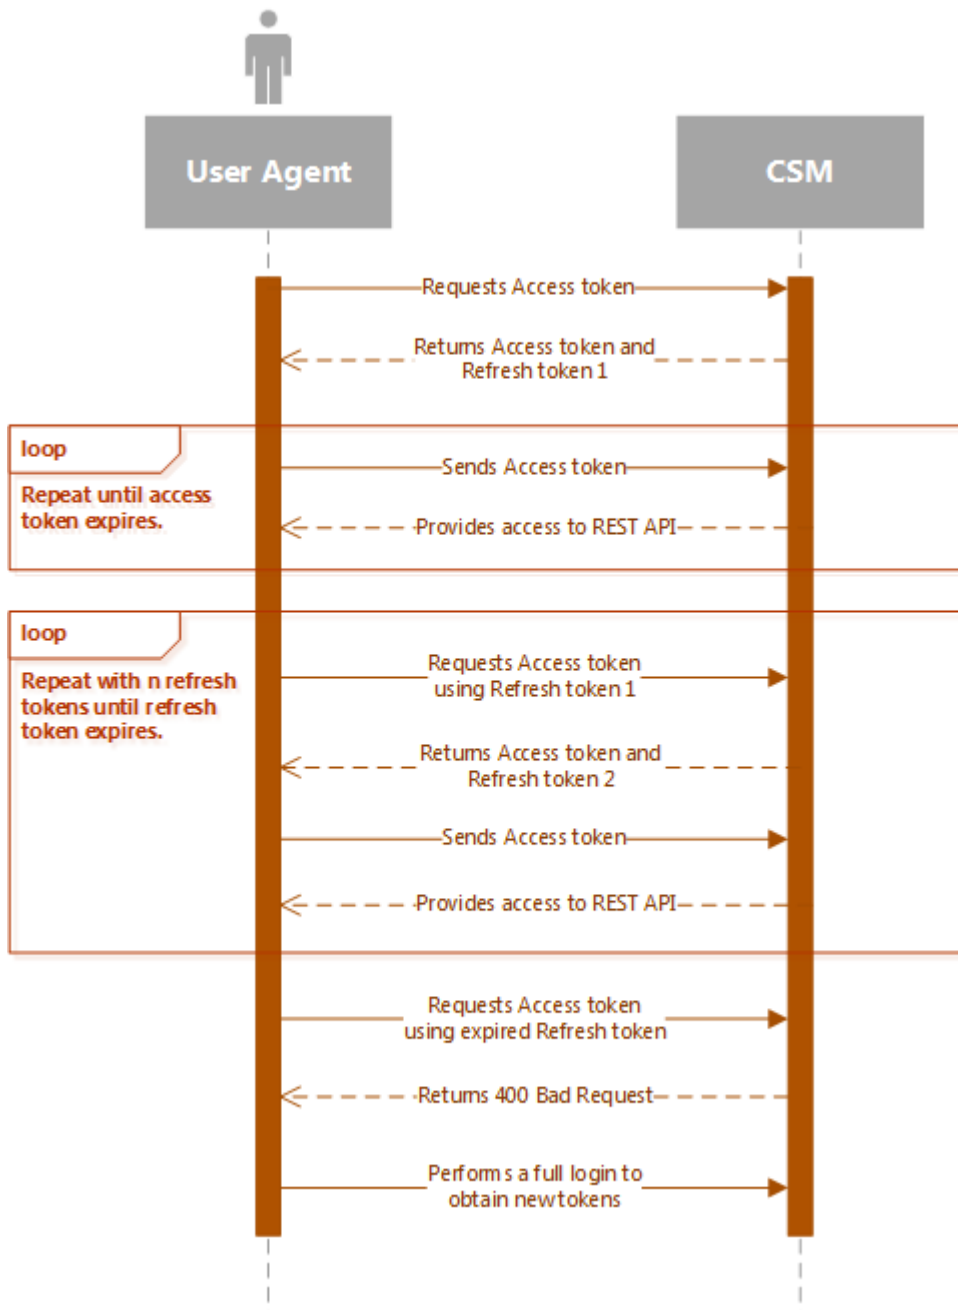 User Agent
CSM
Requests Access token
Returns Access token and
Refresh token 1
loop
Repeat until access
token expires.
Sends Access token
Provides access to REST API
loop
Repeat with n refresh
tokens until refresh
token expires.
Requests Access token
using Refresh token 1
Returns Access token and
Refresh token 2
Sends Access token
Provides access to REST API
Requests Access token
using expired Refresh token
Returns 400 Bad Request
Performs a full login to
obtain new tokens